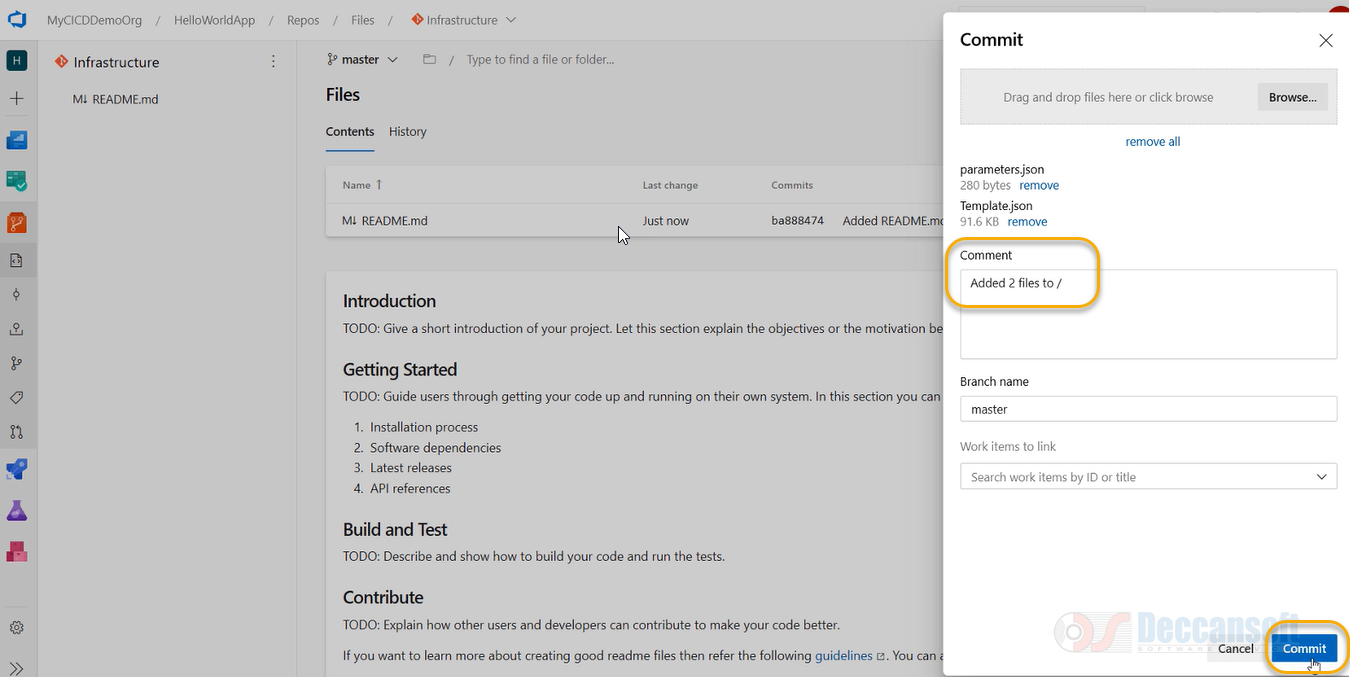 MyCICDDemoOrg / HelloWorldApp / Repos / Files / Infrastructure
H
Infrastructure
M↓ README.md
master / Type to find a file or folder...
Files
Contents History
Name ↑ Last change Commits
M↓ README.md Just now ba888474 Added README.md
Introduction
TODO: Give a short introduction of your project. Let this section explain the objectives or the motivation be
Getting Started
TODO: Guide users through getting your code up and running on their own system. In this section you can
1. Installation process
2. Software dependencies
3. Latest releases
4. API references
Build and Test
TODO: Describe and show how to build your code and run the tests.
Contribute
TODO: Explain how other users and developers can contribute to make your code better.
If you want to learn more about creating good readme files then refer the following guidelines. You can a
Commit
Drag and drop files here or click browse Browse...
remove all
parameters.json
280 bytes remove
Template.json
91.6 KB remove
Comment
Added 2 files to /
Branch name
master
Work items to link
Search work items by ID or title
Deccansoft
SOFTWARE
Cancel Commit